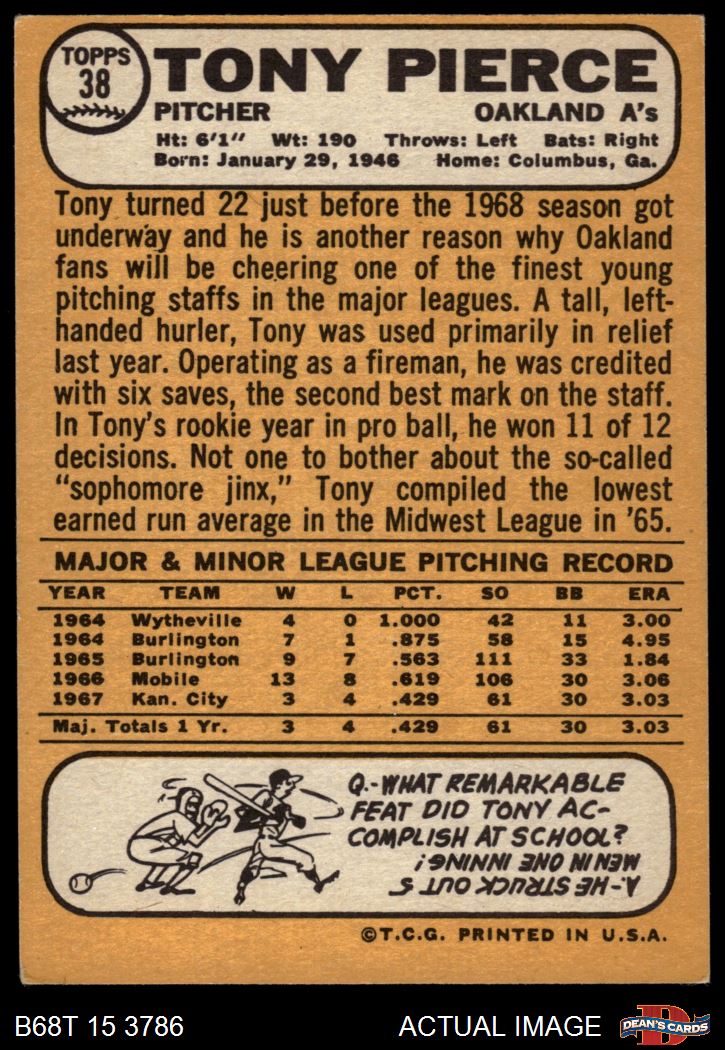 TOPPS
38
TONY PIERCE
PITCHER OAKLAND A's
Ht: 6'1" Wt: 190 Throws: Left Bats: Right
Born: January 29, 1946 Home: Columbus, Ga.
Tony turned 22 just before the 1968 season got
underway and he is another reason why Oakland
fans will be cheering one of the finest young
pitching staffs in the major leagues. A tall, left-
handed hurler, Tony was used primarily in relief
last year. Operating as a fireman, he was credited
with six saves, the second best mark on the staff.
In Tony's rookie year in pro ball, he won 11 of 12
decisions. Not one to bother about the so-called
"sophomore jinx," Tony compiled the lowest
earned run average in the Midwest League in '65.
MAJOR & MINOR LEAGUE PITCHING RECORD
YEAR TEAM W L PCT. SO BB ERA
1964 Wytheville 4 0 1.000 42 11 3.00
1964 Burlington 7 1 .875 58 15 4.95
1965 Burlington 9 7 .563 111 33 1.84
1966 Mobile 13 8 .619 106 30 3.06
1967 Kan. City 3 4 .429 61 30 3.03
Maj. Totals 1 Yr. 3 4 .429 61 30 3.03
Q.-WHAT REMARKABLE
FEAT DID TONY AC-
COMPLISH AT SCHOOL?
A.-HE STRUCK OUT 5
MEN IN ONE INNING!
©T.C.G. PRINTED IN U.S.A.
B68T 15 3786 ACTUAL IMAGE
D
DEAN'S CARDS